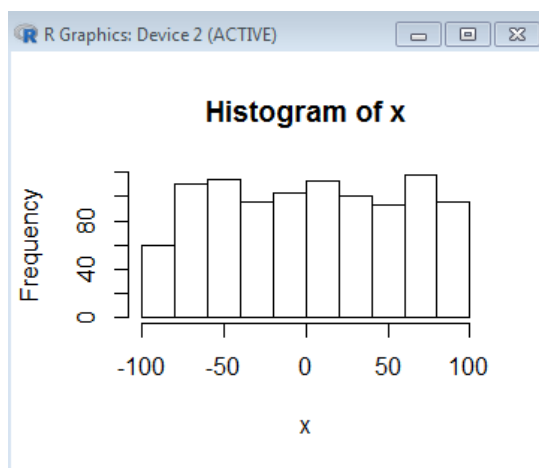 R Graphics: Device 2 (ACTIVE)
Histogram of x
Frequency
80
40
0
-100 -50 0 50 100
x